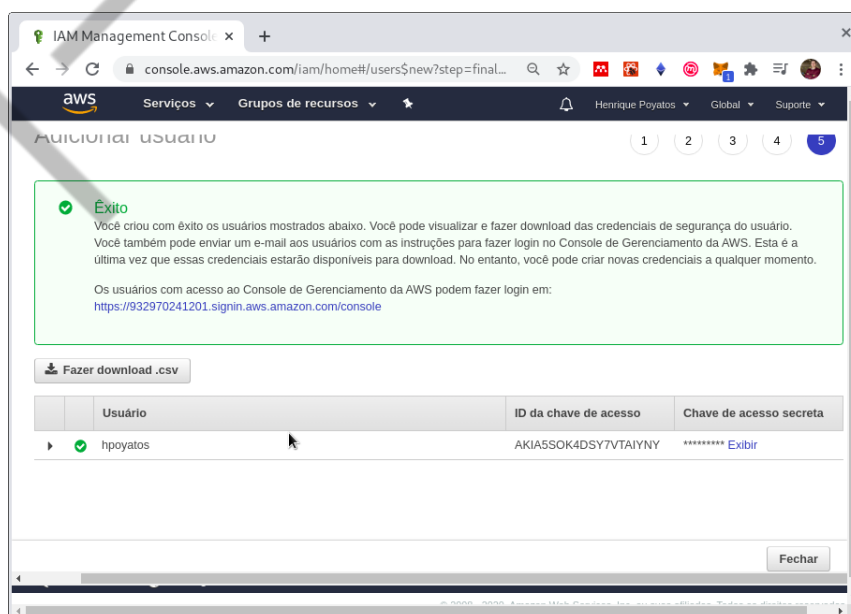 IAM Management Console
console.aws.amazon.com/iam/home#/users$new?step=final...
1
aws
Serviços
Grupos de recursos
Henrique Poyatos
Global
Suporte
Adicionar usuário
1
2
3
4
5
Êxito
Você criou com êxito os usuários mostrados abaixo. Você pode visualizar e fazer download das credenciais de segurança do usuário.
Você também pode enviar um e-mail aos usuários com as instruções para fazer login no Console de Gerenciamento da AWS. Esta é a
última vez que essas credenciais estarão disponíveis para download. No entanto, você pode criar novas credenciais a qualquer momento.
Os usuários com acesso ao Console de Gerenciamento da AWS podem fazer login em:
https://932970241201.signin.aws.amazon.com/console
Fazer download .csv
Usuário
ID da chave de acesso
Chave de acesso secreta
hpoyatos
AKIA5SOK4DSY7VTAIYNY
********* Exibir
Fechar